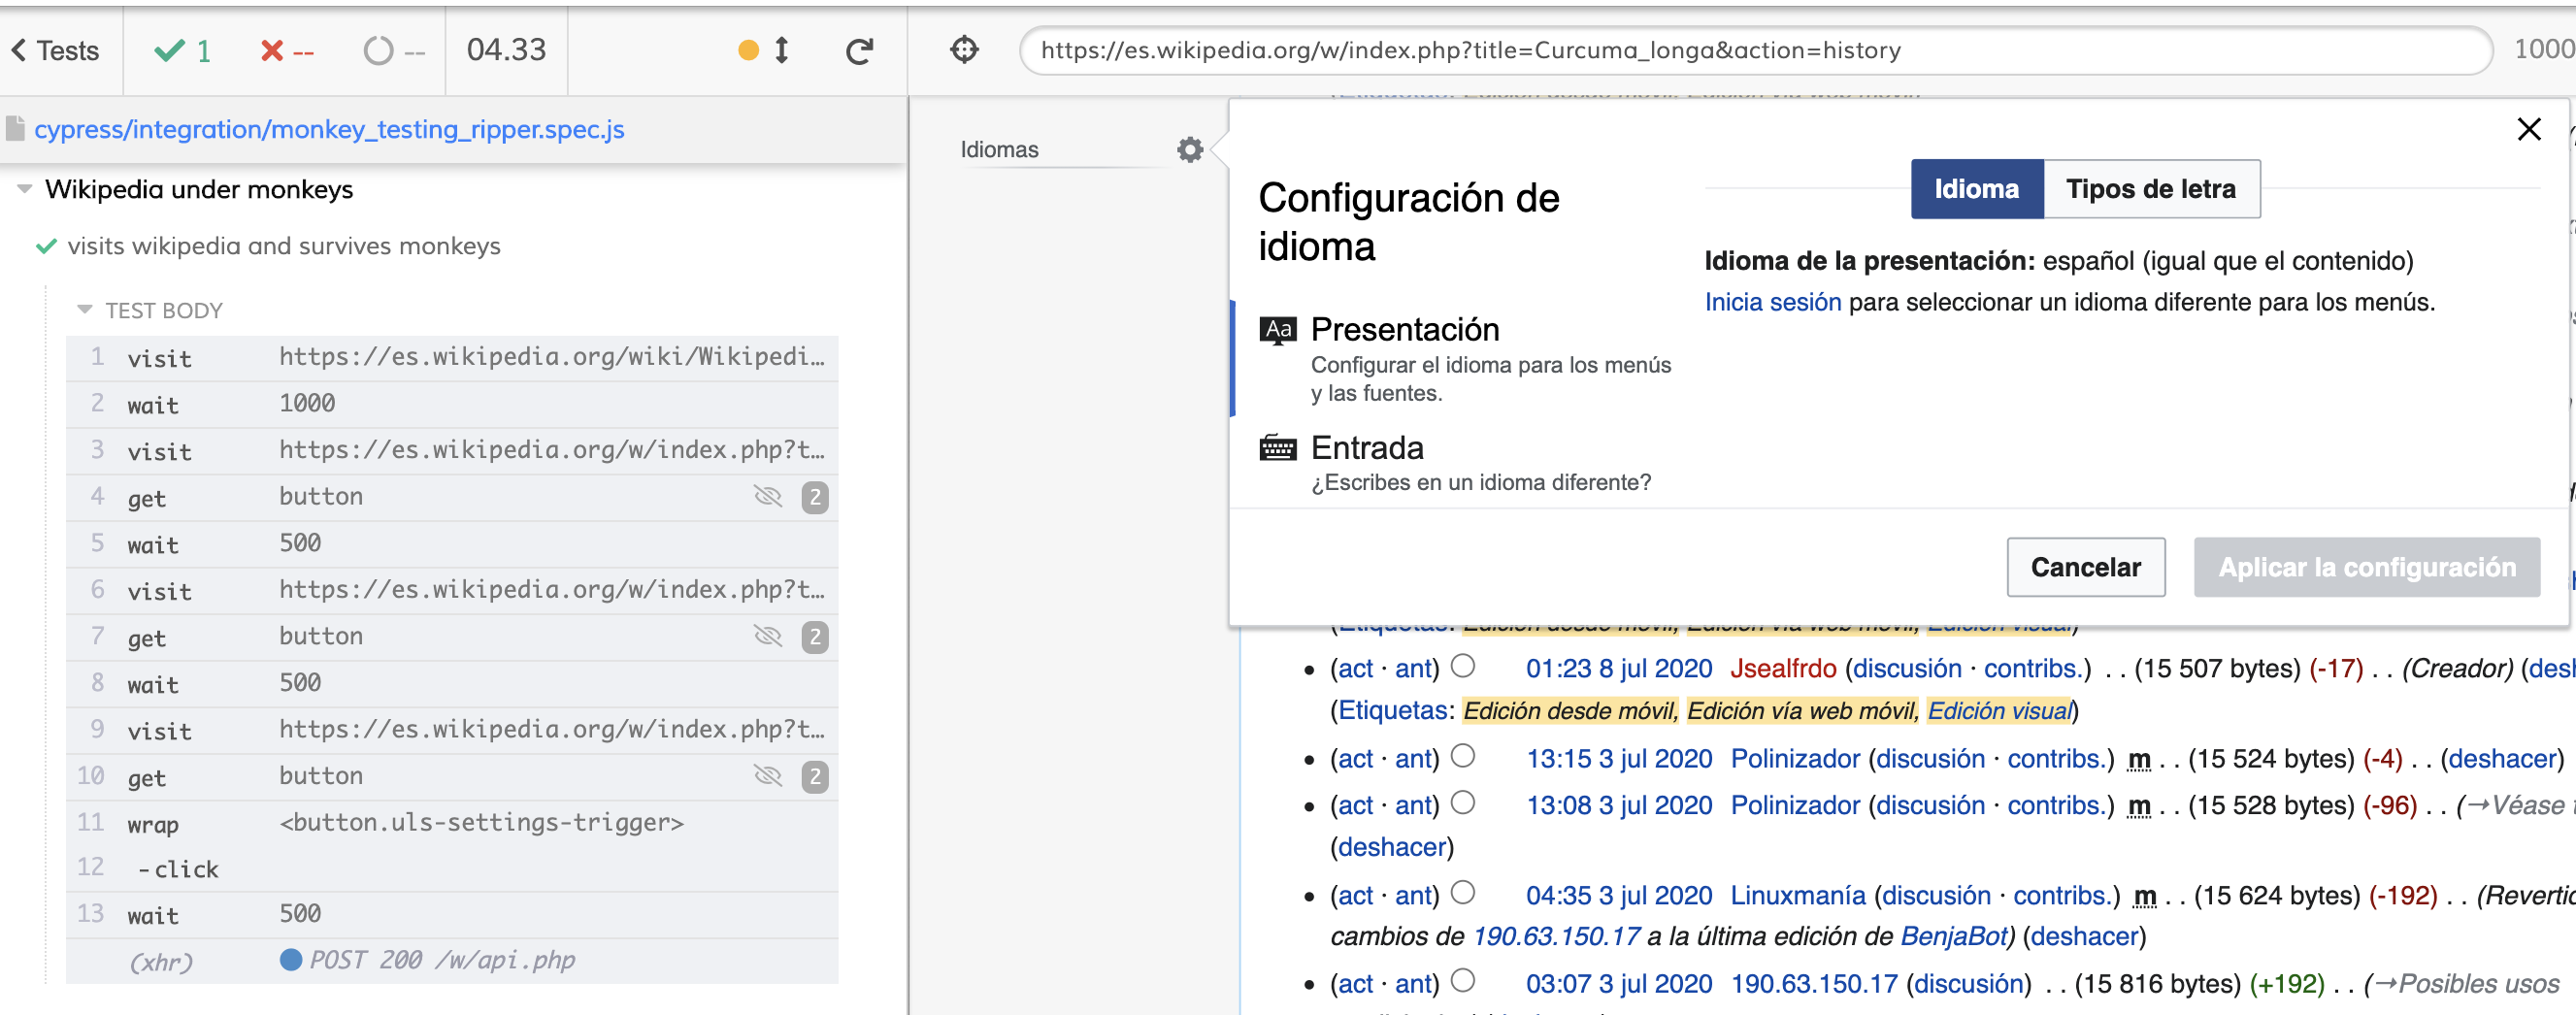 Tests 1 -- -- 04.33
https://es.wikipedia.org/w/index.php?title=Curcuma_longa&action=history 1000
cypress/integration/monkey_testing_ripper.spec.js
Wikipedia under monkeys
visits wikipedia and survives monkeys
TEST BODY
1 visit https://es.wikipedia.org/wiki/Wikipedi…
2 wait 1000
3 visit https://es.wikipedia.org/w/index.php?t…
4 get button 2
5 wait 500
6 visit https://es.wikipedia.org/w/index.php?t…
7 get button 2
8 wait 500
9 visit https://es.wikipedia.org/w/index.php?t…
10 get button 2
11 wrap <button.uls-settings-trigger>
12 -click
13 wait 500
(xhr) POST 200 /w/api.php
Idiomas
Configuración de
idioma
Presentación
Configurar el idioma para los menús
y las fuentes.
Entrada
¿Escribes en un idioma diferente?
Idioma Tipos de letra
Idioma de la presentación: español (igual que el contenido)
Inicia sesión para seleccionar un idioma diferente para los menús.
Cancelar Aplicar la configuración
(Etiquetas: Edición desde móvil, Edición vía web móvil, Edición visual)
• (act · ant) 01:23 8 jul 2020 Jsealfrdo (discusión · contribs.) . . (15 507 bytes) (-17) . . (Creador) (des
(Etiquetas: Edición desde móvil, Edición vía web móvil, Edición visual)
• (act · ant) 13:15 3 jul 2020 Polinizador (discusión · contribs.) m . . (15 524 bytes) (-4) . . (deshacer)
• (act · ant) 13:08 3 jul 2020 Polinizador (discusión · contribs.) m . . (15 528 bytes) (-96) . . (→Véase
(deshacer)
• (act · ant) 04:35 3 jul 2020 Linuxmanía (discusión · contribs.) m . . (15 624 bytes) (-192) . . (Reverti
cambios de 190.63.150.17 a la última edición de BenjaBot) (deshacer)
• (act · ant) 03:07 3 jul 2020 190.63.150.17 (discusión) . . (15 816 bytes) (+192) . . (→Posibles usos